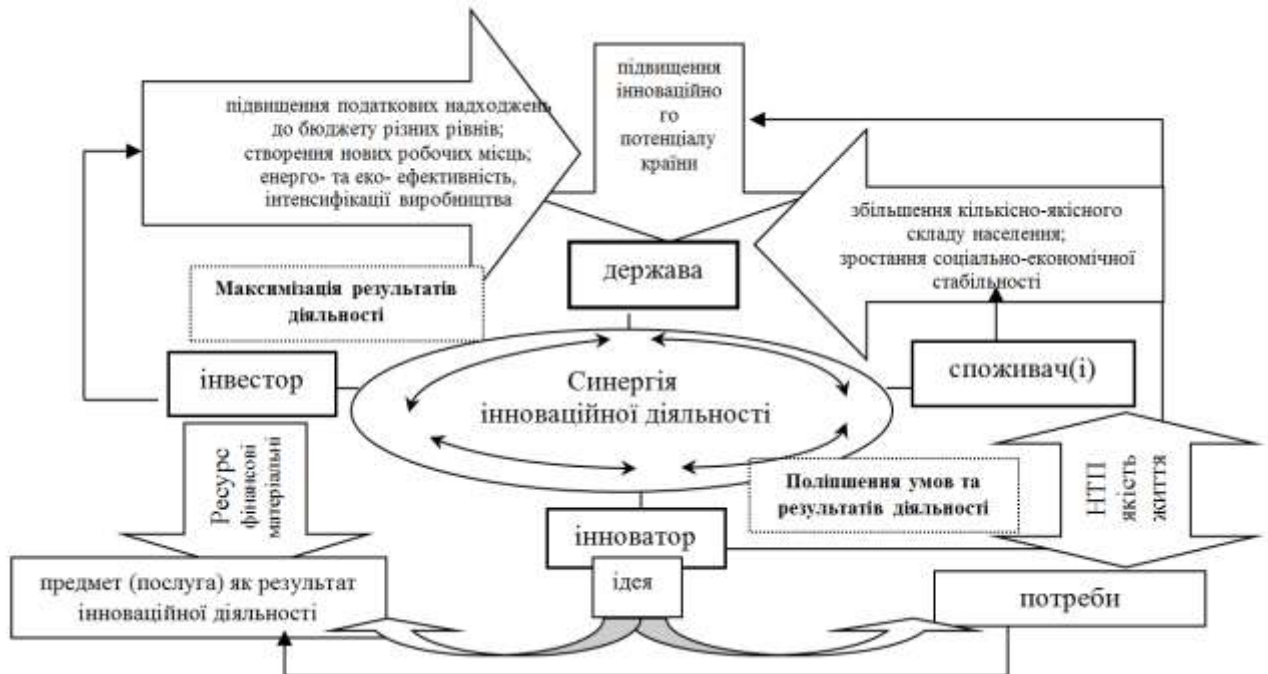 підвищення
інноваційно
го
потенціалу
країни
підвищення податкових надходжень
до бюджету різних рівнів;
створення нових робочих місць;
енерго- та еко- ефективність,
інтенсифікації виробництва
збільшення кількісно-якісного
складу населення;
зростання соціально-економічної
стабільності
держава
Максимізація результатів
діяльності
інвестор
Синергія
інноваційної діяльності
споживач(і)
Ресурс
фінансові
матеріальні
Поліпшення умов та
результатів діяльності
НТП
якість
життя
інноватор
ідея
предмет (послуга) як результат
інноваційної діяльності
потреби